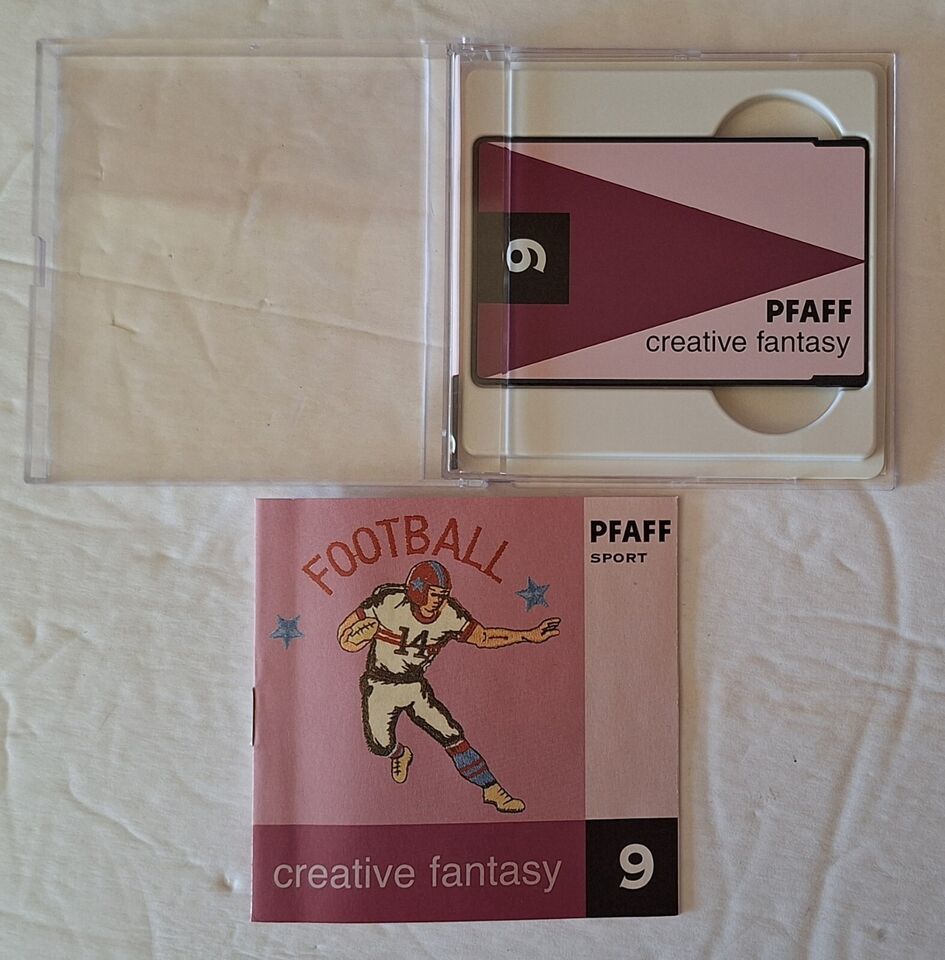 9
PFAFF
creative fantasy
FOOTBALL
14
PFAFF
SPORT
creative fantasy
9